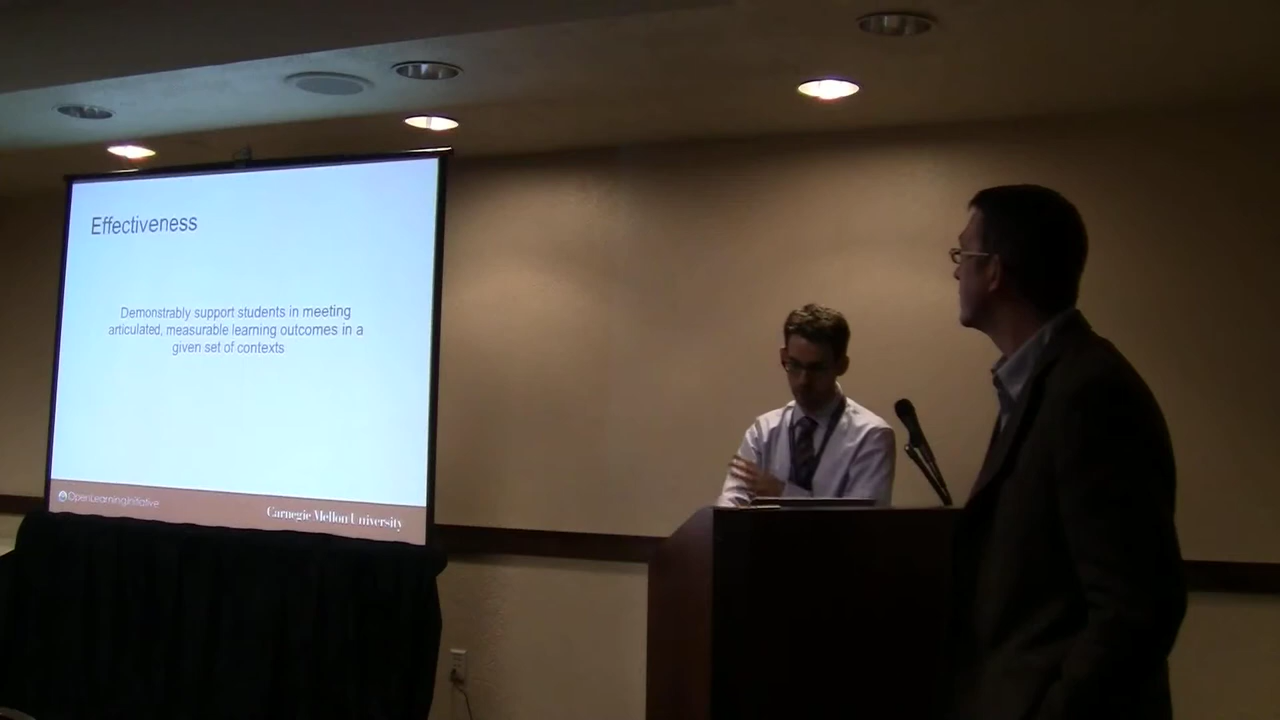 Effectiveness
Demonstrably support students in meeting
articulated, measurable learning outcomes in a
given set of contexts
OpenLearningInitiative
Carnegie Mellon University